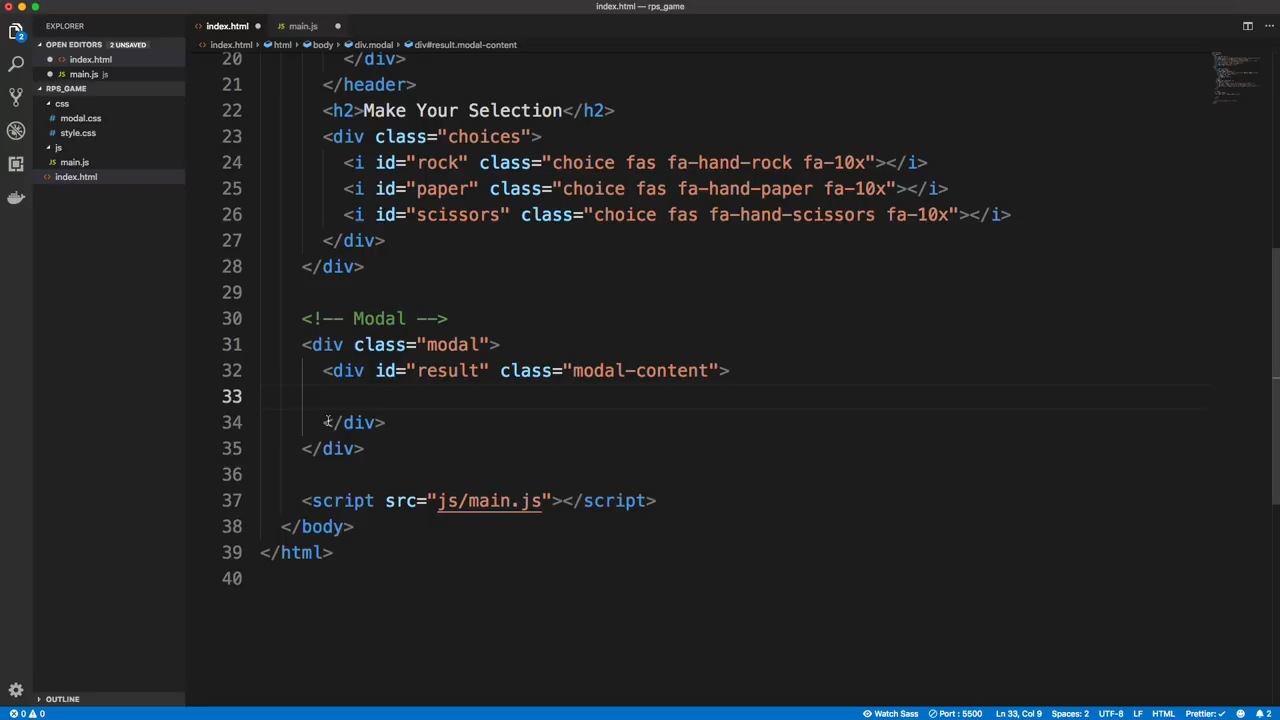 index.html — rps_game
EXPLORER
OPEN EDITORS 2 UNSAVED
index.html
main.js js
RPS_GAME
css
modal.css
style.css
js
main.js
index.html
OUTLINE
2
index.html
main.js
index.html > html > body > div.modal > div#result.modal-content
20 </div>
21 </header>
22 <h2>Make Your Selection</h2>
23 <div class="choices">
24 <i id="rock" class="choice fas fa-hand-rock fa-10x"></i>
25 <i id="paper" class="choice fas fa-hand-paper fa-10x"></i>
26 <i id="scissors" class="choice fas fa-hand-scissors fa-10x"></i>
27 </div>
28 </div>
29
30 <!-- Modal -->
31 <div class="modal">
32 <div id="result" class="modal-content">
33
34 </div>
35 </div>
36
37 <script src="js/main.js"></script>
38 </body>
39 </html>
40
0 0 Watch Sass Port : 5500 Ln 33, Col 9 Spaces: 2 UTF-8 LF HTML Prettier: ✓ 2